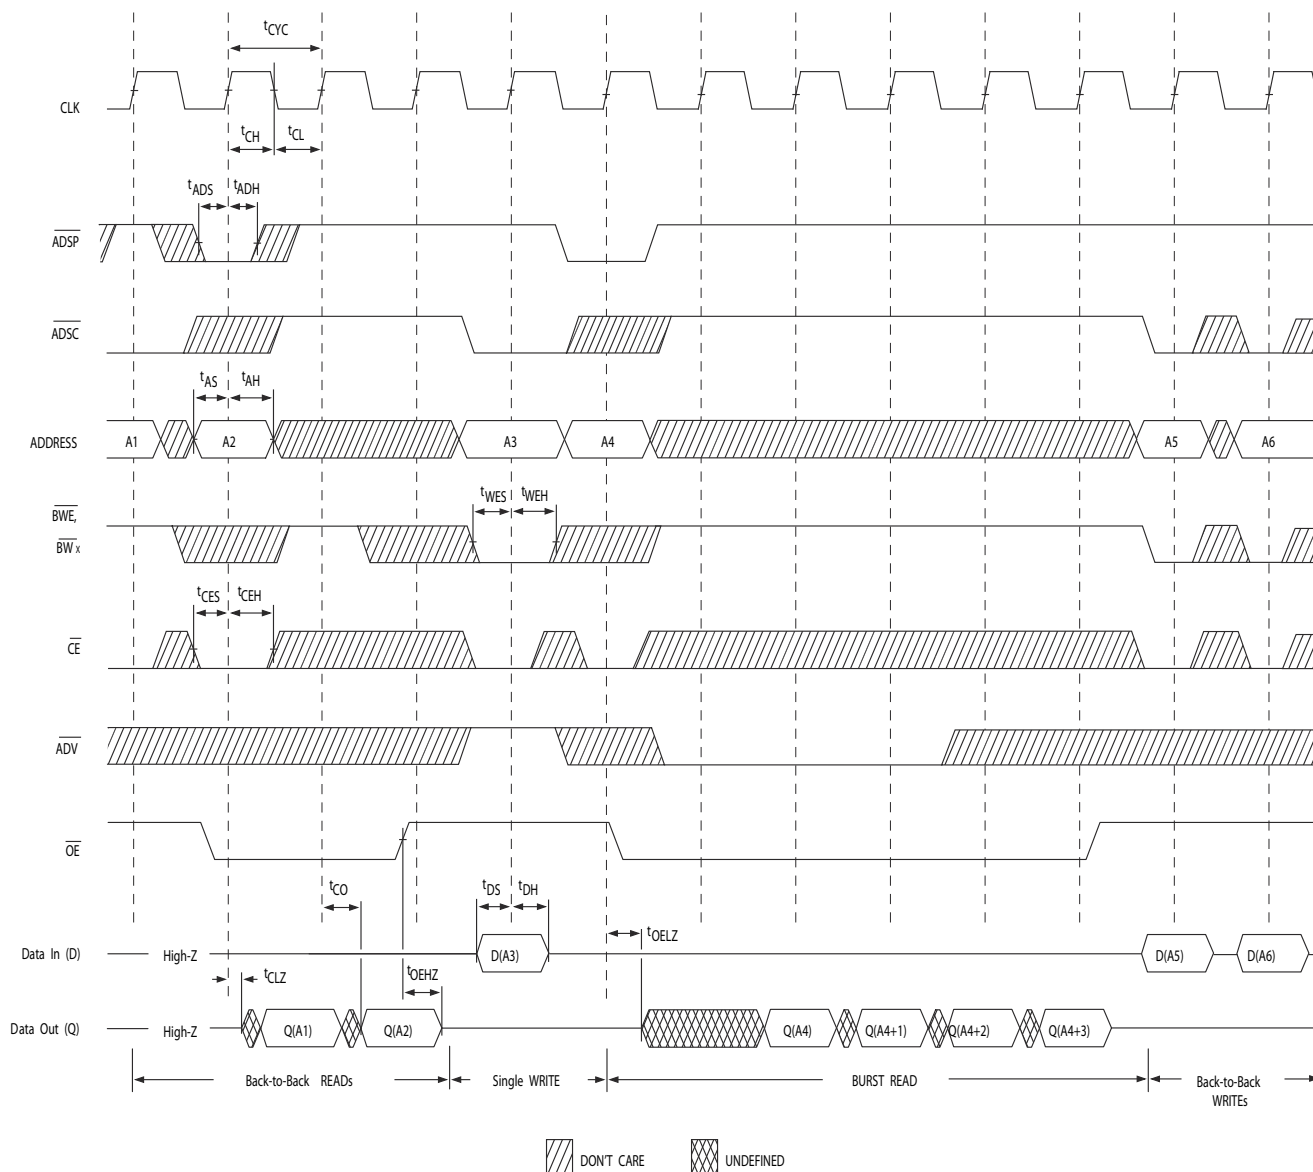 tCYC
CLK
tCH
tCL
tADS
tADH
ADSP
ADSC
tAS
tAH
ADDRESS
A1
A2
A3
A4
A5
A6
tWES
tWEH
BWE,
BW x
tCES
tCEH
CE
ADV
OE
tCO
tDS
tDH
tOELZ
Data In (D)
High-Z
D(A3)
D(A5)
D(A6)
tCLZ
tOEHZ
Data Out (Q)
High-Z
Q(A1)
Q(A2)
Q(A4)
Q(A4+1)
Q(A4+2)
Q(A4+3)
Back-to-Back READs
Single WRITE
BURST READ
Back-to-Back
WRITEs
DON'T CARE
UNDEFINED